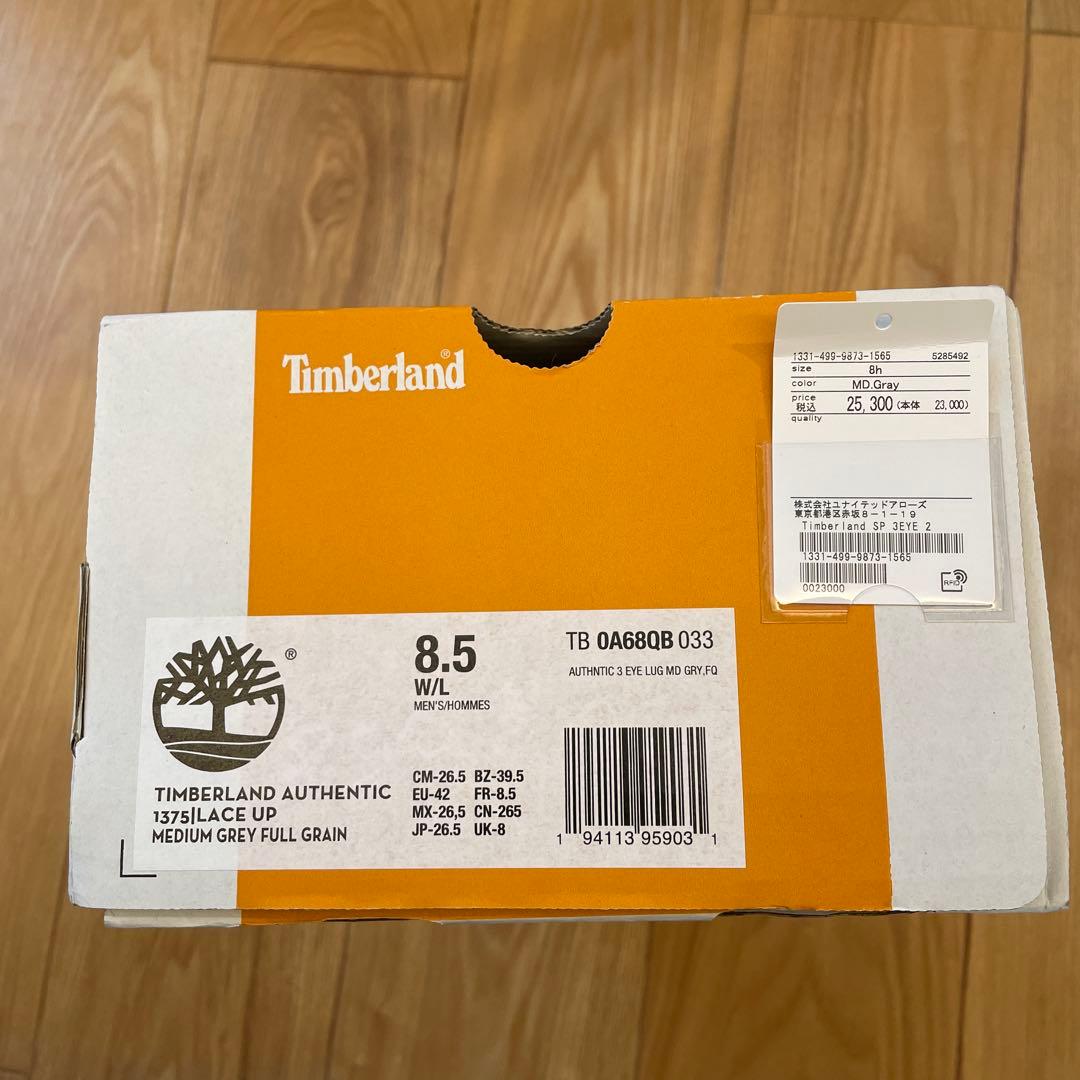 Timberland®
1331-499-9873-1565 5285492
size 8h
color MD.Gray
price
税込 25,300 (本体 23,000)
quality
株式会社ユナイテッドアローズ
東京都港区赤坂8-1-19
Timberland SP 3EYE 2
1331-499-9873-1565
0023000
RFID
®
8.5
W/L
MEN'S/HOMMES
TB 0A68QB 033
AUTHNTIC 3 EYE LUG MD GRY,FQ
TIMBERLAND AUTHENTIC
1375|LACE UP
MEDIUM GREY FULL GRAIN
CM-26.5 BZ-39.5
EU-42 FR-8.5
MX-26,5 CN-265
JP-26.5 UK-8
1 94113 95903 1